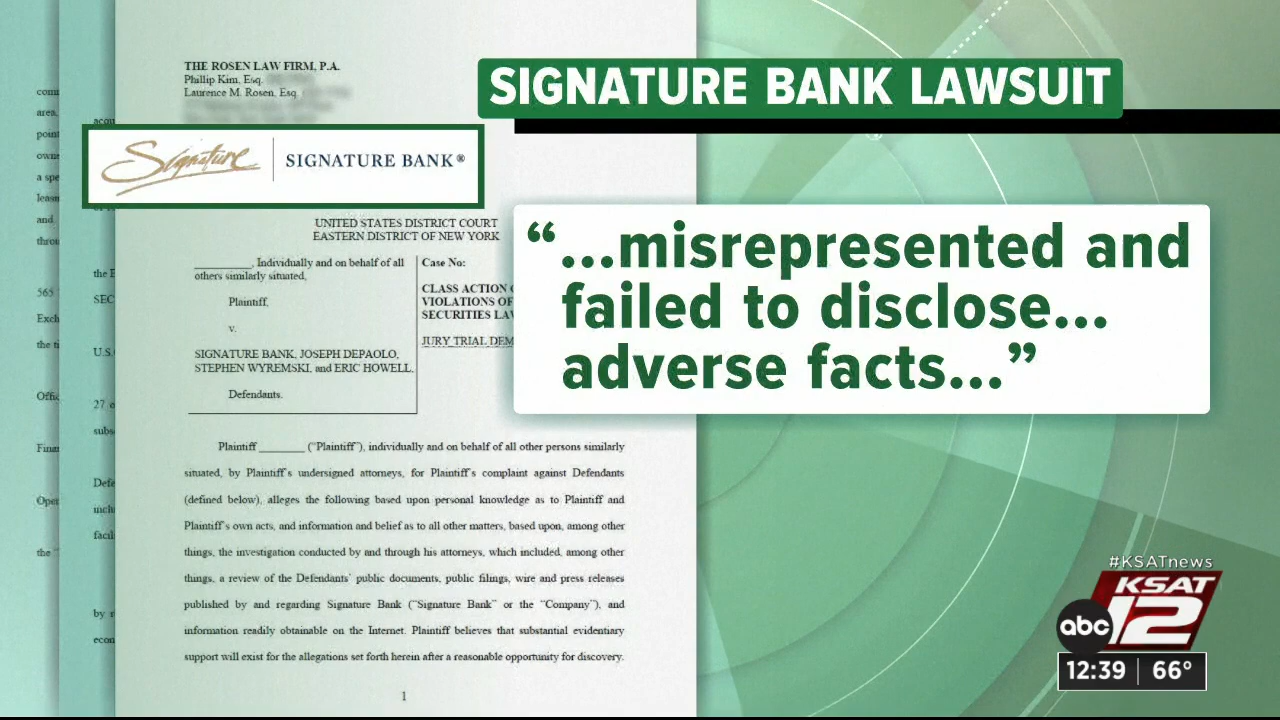 THE ROSEN LAW FIRM, P.A.
Phillip Kim, Esq.
Laurence M. Rosen, Esq.
SIGNATURE BANK LAWSUIT
Signature
SIGNATURE BANK®
UNITED STATES DISTRICT COURT
EASTERN DISTRICT OF NEW YORK
________, Individually and on behalf of all
others similarly situated,
Plaintiff,
v.
SIGNATURE BANK, JOSEPH DEPAOLO,
STEPHEN WYREMSKI, and ERIC HOWELL,
Defendants.
Case No:
CLASS ACTION
VIOLATIONS OF
SECURITIES
JURY TRIAL
“...misrepresented and
failed to disclose...
adverse facts...”
Plaintiff _______ (“Plaintiff”), individually and on behalf of all other persons similarly
situated, by Plaintiff’s undersigned attorneys, for Plaintiff’s complaint against Defendants
(defined below), alleges the following based upon personal knowledge as to Plaintiff and
Plaintiff’s own acts, and information and belief as to all other matters, based upon, among other
things, the investigation conducted by and through his attorneys, which included, among other
things, a review of the Defendants’ public documents, public filings, wire and press releases
published by and regarding Signature Bank (“Signature Bank” or the “Company”), and
information readily obtainable on the Internet. Plaintiff believes that substantial evidentiary
support will exist for the allegations set forth herein after a reasonable opportunity for discovery.
1
#KSATnews
KSAT
abc 12
12:39 66°